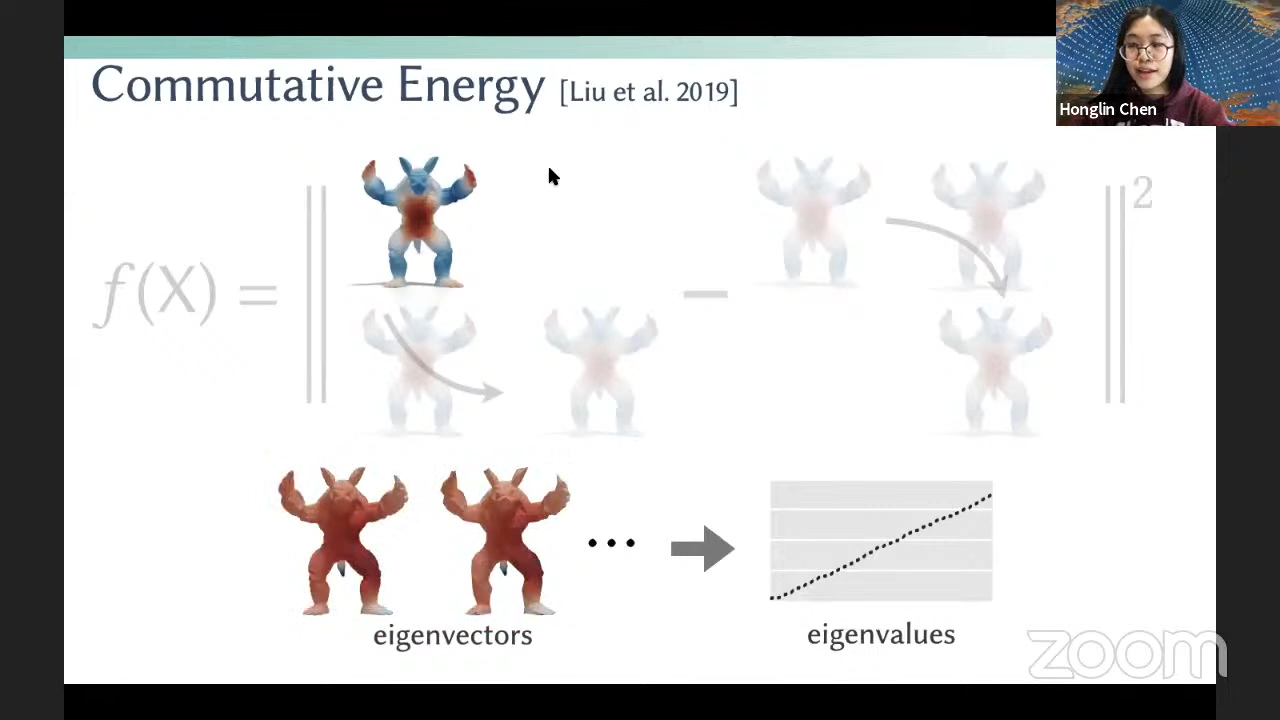 Commutative Energy [Liu et al. 2019]
Honglin Chen
f(X) = ‖ − ‖²
eigenvectors
eigenvalues
zoom